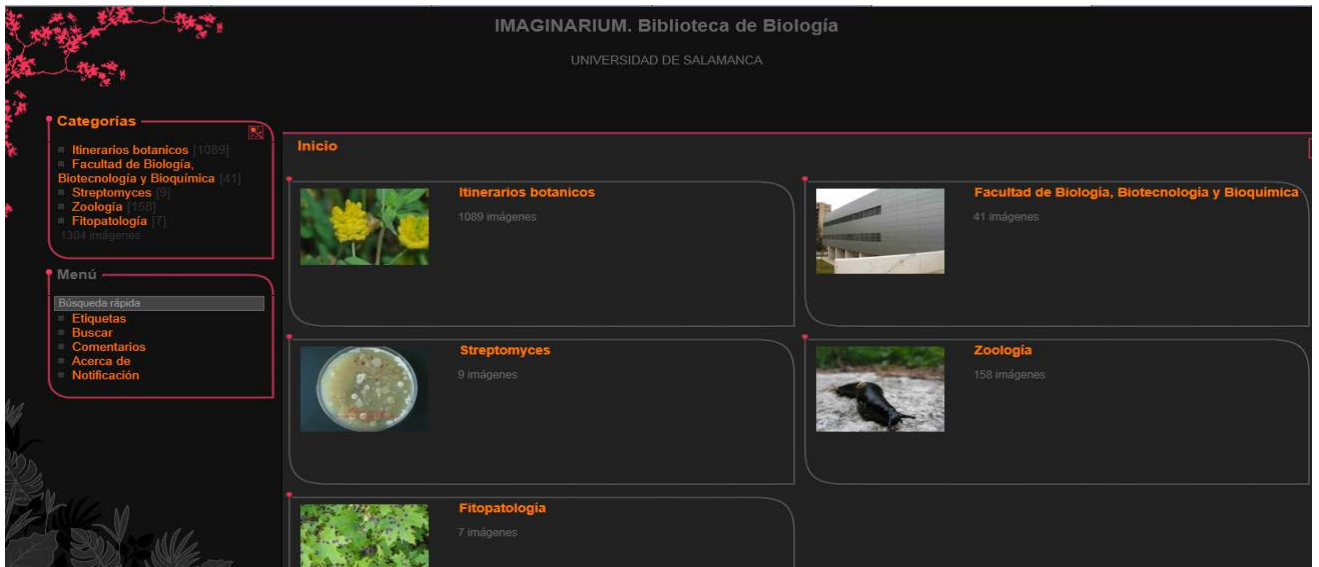 IMAGINARIUM. Biblioteca de Biología
UNIVERSIDAD DE SALAMANCA
Categorías
Itinerarios botanicos [1089]
Facultad de Biología,
Biotecnología y Bioquímica [41]
Streptomyces [9]
Zoología [158]
Fitopatología [7]
1304 imágenes
Menú
Búsqueda rápida
Etiquetas
Buscar
Comentarios
Acerca de
Notificación
Inicio
Itinerarios botanicos
1089 imágenes
Facultad de Biología, Biotecnología y Bioquímica
41 imágenes
Streptomyces
9 imágenes
Zoología
158 imágenes
Fitopatología
7 imágenes